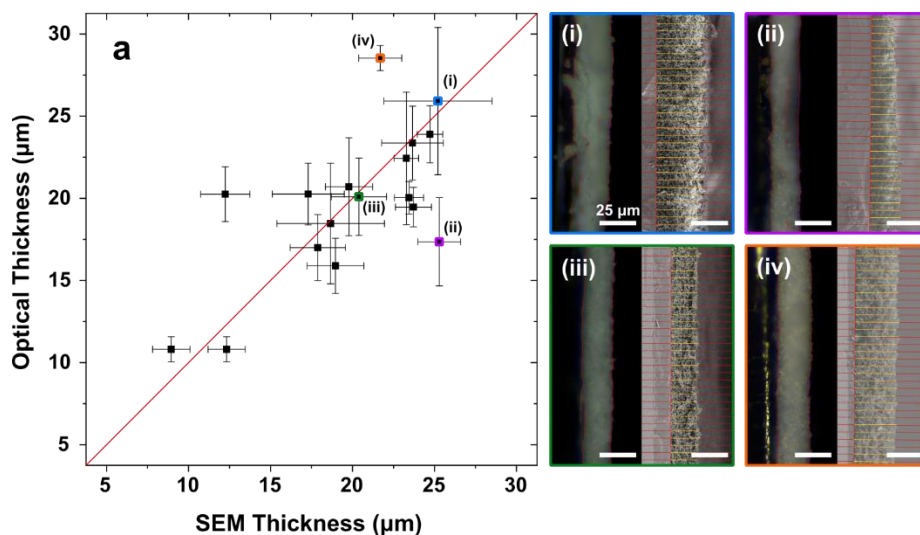 a
(iv)
(i)
(iii)
(ii)
30
25
20
15
10
5
Optical Thickness (μm)
5
10
15
20
25
30
SEM Thickness (μm)
(i)
25 μm
(ii)
(iii)
(iv)